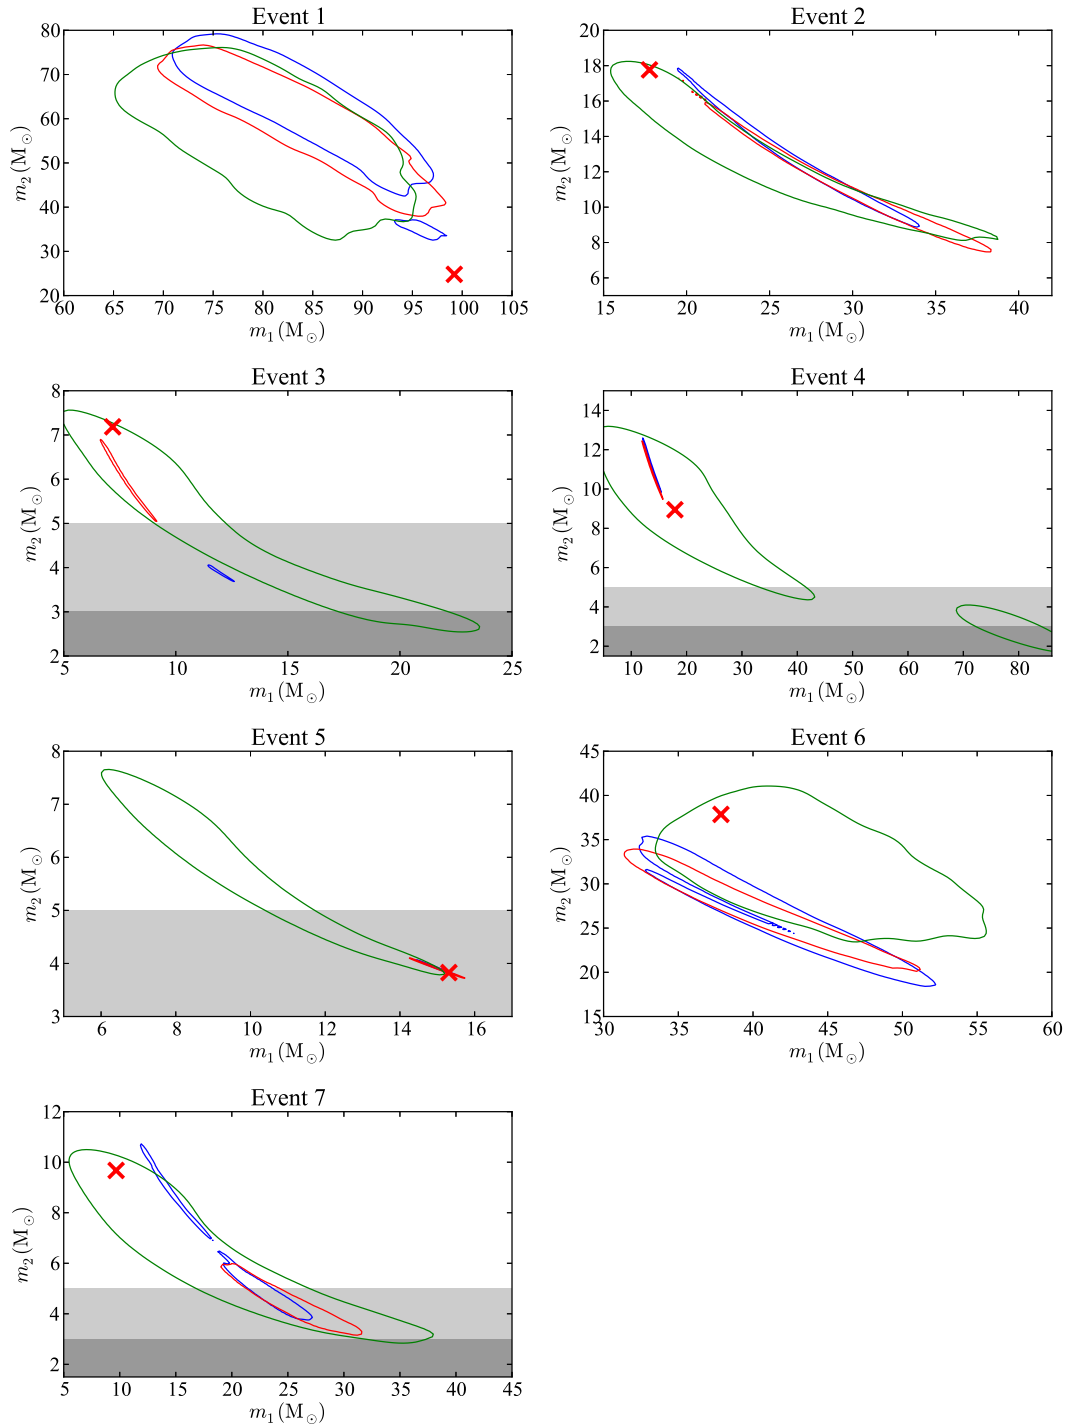 Event 1
80
70
60
50
40
30
20
60 65 70 75 80 85 90 95 100 105
m₂(M☉)
m₁(M☉)
Event 2
20
18
16
14
12
10
8
6
15 20 25 30 35 40
m₂(M☉)
m₁(M☉)
Event 3
8
7
6
5
4
3
2
5 10 15 20 25
m₂(M☉)
m₁(M☉)
Event 4
14
12
10
8
6
4
2
10 20 30 40 50 60 70 80
m₂(M☉)
m₁(M☉)
Event 5
8
7
6
5
4
3
6 8 10 12 14 16
m₂(M☉)
m₁(M☉)
Event 6
45
40
35
30
25
20
15
30 35 40 45 50 55 60
m₂(M☉)
m₁(M☉)
Event 7
12
10
8
6
4
2
5 10 15 20 25 30 35 40 45
m₂(M☉)
m₁(M☉)